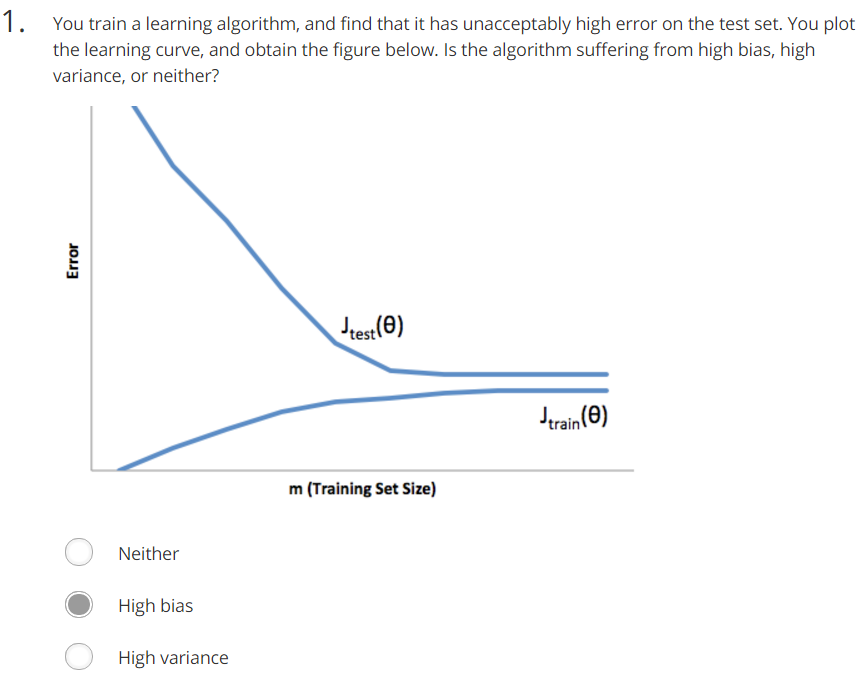 1. You train a learning algorithm, and find that it has unacceptably high error on the test set. You plot
the learning curve, and obtain the figure below. Is the algorithm suffering from high bias, high
variance, or neither?
Error
Jtest(θ)
Jtrain(θ)
m (Training Set Size)
Neither
High bias
High variance